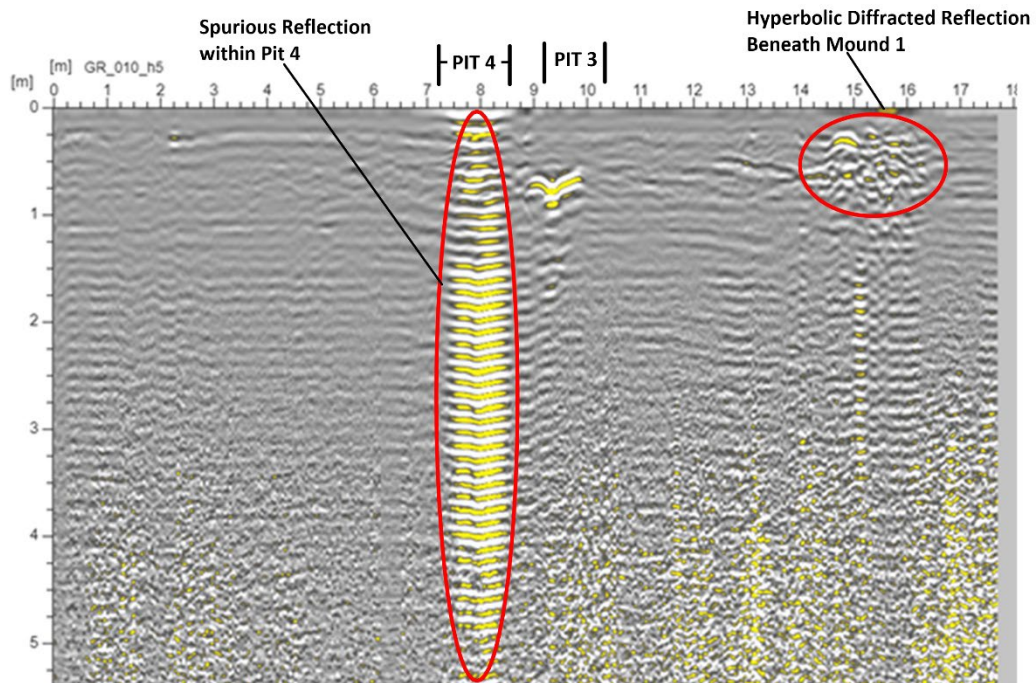 Spurious Reflection
within Pit 4
PIT 4
PIT 3
Hyperbolic Diffracted Reflection
Beneath Mound 1
[m] GR_010_h5
[m]
0 1 2 3 4 5 6 7 8 9 10 11 12 13 14 15 16 17 18
0
1
2
3
4
5